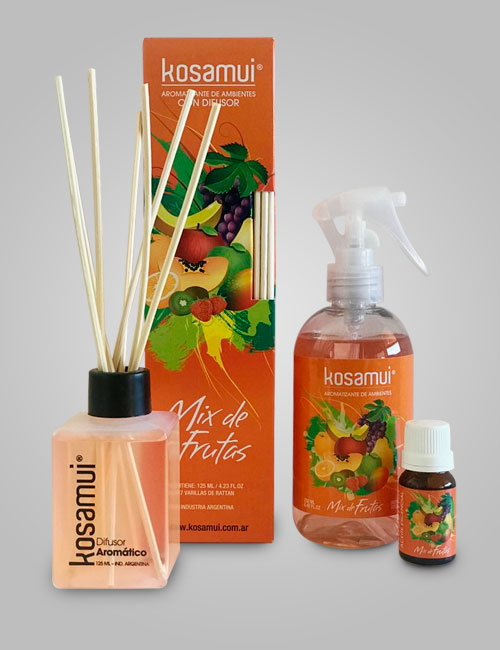 kosamui®
AROMATIZANTE DE AMBIENTES
CON DIFUSOR
Mix de
Frutas
125 ML / 4.23 FL OZ
VARILLAS DE RATTAN
INDUSTRIA ARGENTINA
www.kosamui.com.ar
kosamui®
Difusor
Aromático
125 ML - IND. ARGENTINA
kosamui®
AROMATIZANTE DE AMBIENTES
Mix de Frutas
Mix de Frutas